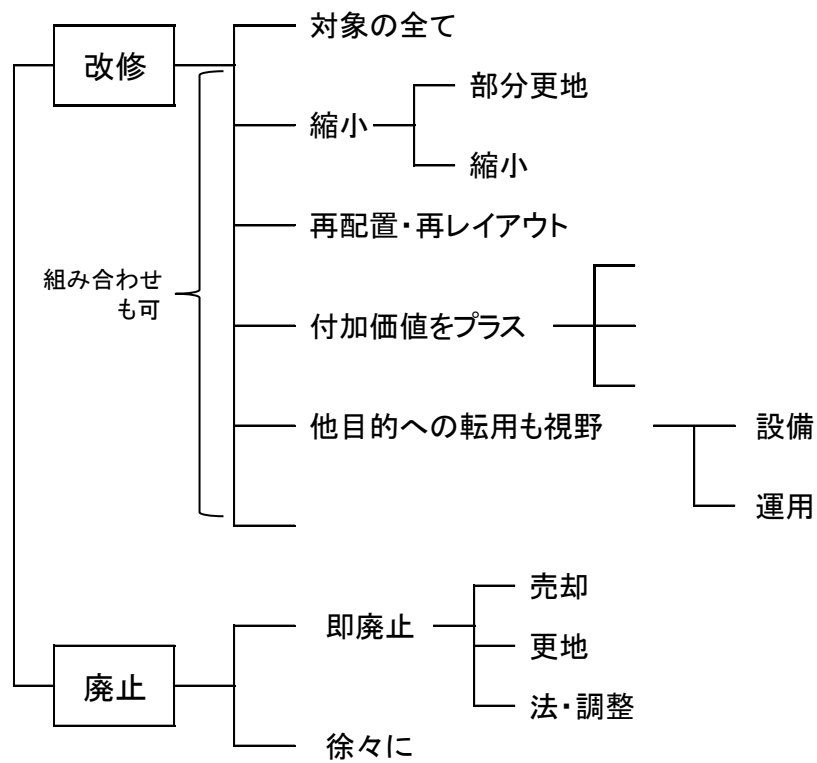 改修
対象の全て
縮小
部分更地
縮小
再配置・再レイアウト
組み合わせ
も可
付加価値をプラス
他目的への転用も視野
設備
運用
廃止
即廃止
売却
更地
法・調整
徐々に